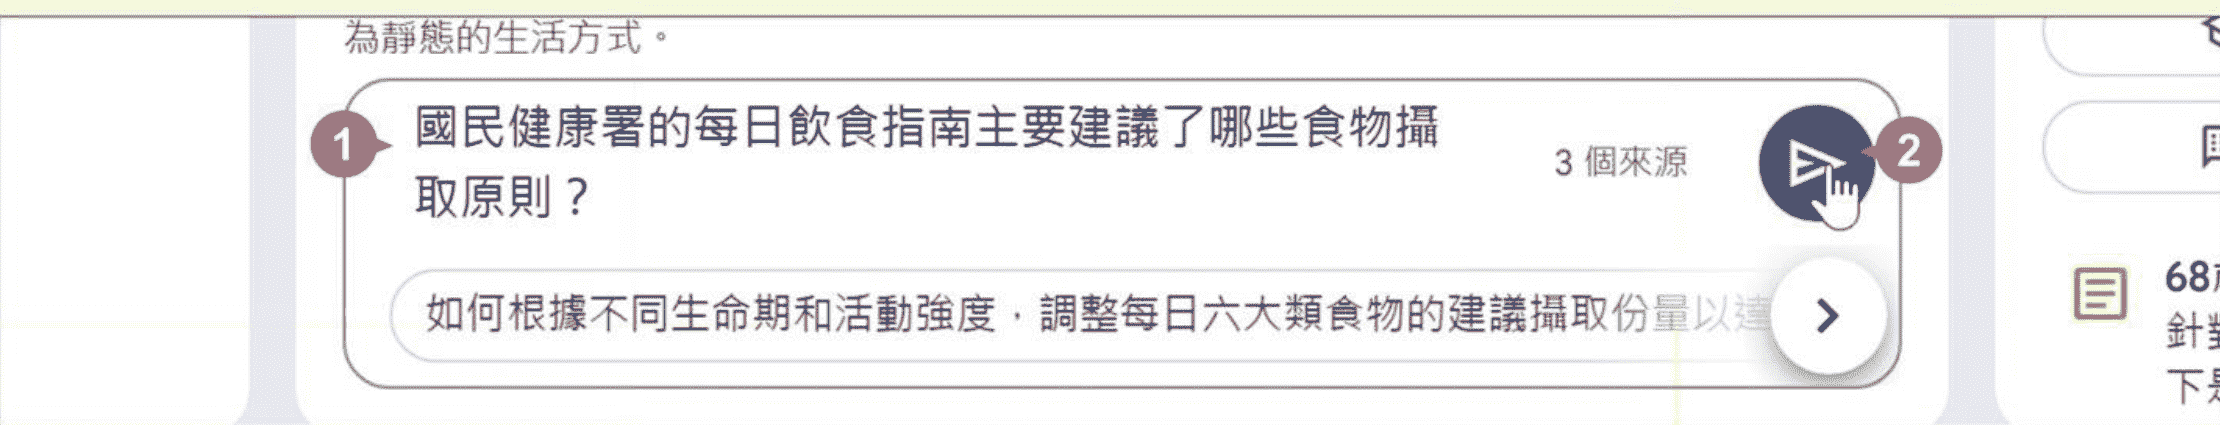 為靜態的生活方式。
1
國民健康署的每日飲食指南主要建議了哪些食物攝
取原則？
3 個來源
2
如何根據不同生命期和活動強度，調整每日六大類食物的建議攝取份量以達
68
針對
下是